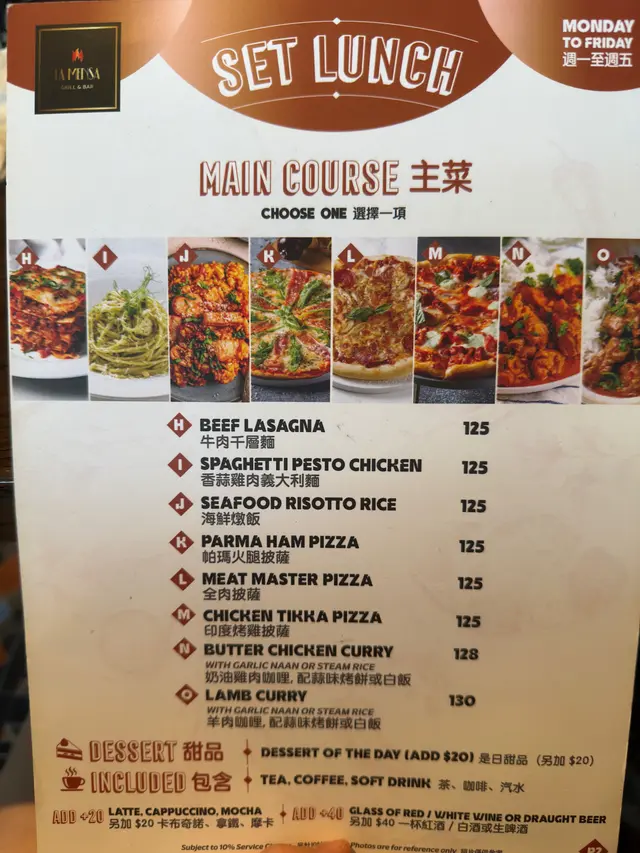 LA MENSA
GRILL & BAR
SET LUNCH
MONDAY
TO FRIDAY
週一至週五
MAIN COURSE 主菜
CHOOSE ONE 選擇一項
H I J K L M N O
H BEEF LASAGNA 125
牛肉千層麵
I SPAGHETTI PESTO CHICKEN 125
香蒜雞肉義大利麵
J SEAFOOD RISOTTO RICE 125
海鮮燉飯
K PARMA HAM PIZZA 125
帕瑪火腿披薩
L MEAT MASTER PIZZA 125
全肉披薩
M CHICKEN TIKKA PIZZA 125
印度烤雞披薩
N BUTTER CHICKEN CURRY 128
WITH GARLIC NAAN OR STEAM RICE
奶油雞肉咖哩, 配蒜味烤餅或白飯
O LAMB CURRY 130
WITH GARLIC NAAN OR STEAM RICE
羊肉咖哩, 配蒜味烤餅或白飯
DESSERT 甜品 DESSERT OF THE DAY (ADD $20) 是日甜品 (另加 $20)
INCLUDED 包含 TEA, COFFEE, SOFT DRINK 茶、咖啡、汽水
ADD +20 LATTE, CAPPUCCINO, MOCHA
另加 $20 卡布奇諾、拿鐵、摩卡
ADD +40 GLASS OF RED / WHITE WINE OR DRAUGHT BEER
另加 $40 一杯紅酒 / 白酒或生啤酒
Subject to 10% Service Photos are for reference only
P2